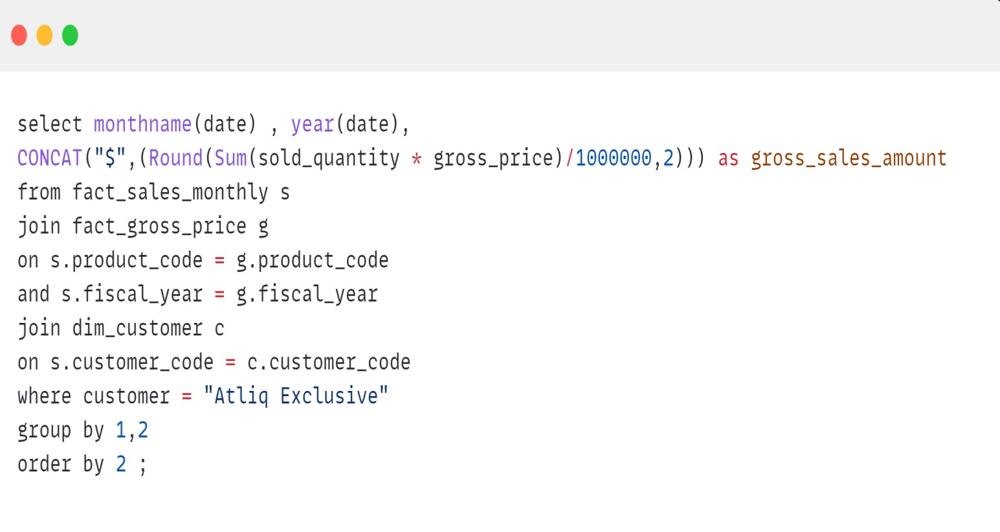 select monthname(date) , year(date),
CONCAT("$",(Round(Sum(sold_quantity * gross_price)/1000000,2))) as gross_sales_amount
from fact_sales_monthly s
join fact_gross_price g
on s.product_code = g.product_code
and s.fiscal_year = g.fiscal_year
join dim_customer c
on s.customer_code = c.customer_code
where customer = "Atliq Exclusive"
group by 1,2
order by 2 ;